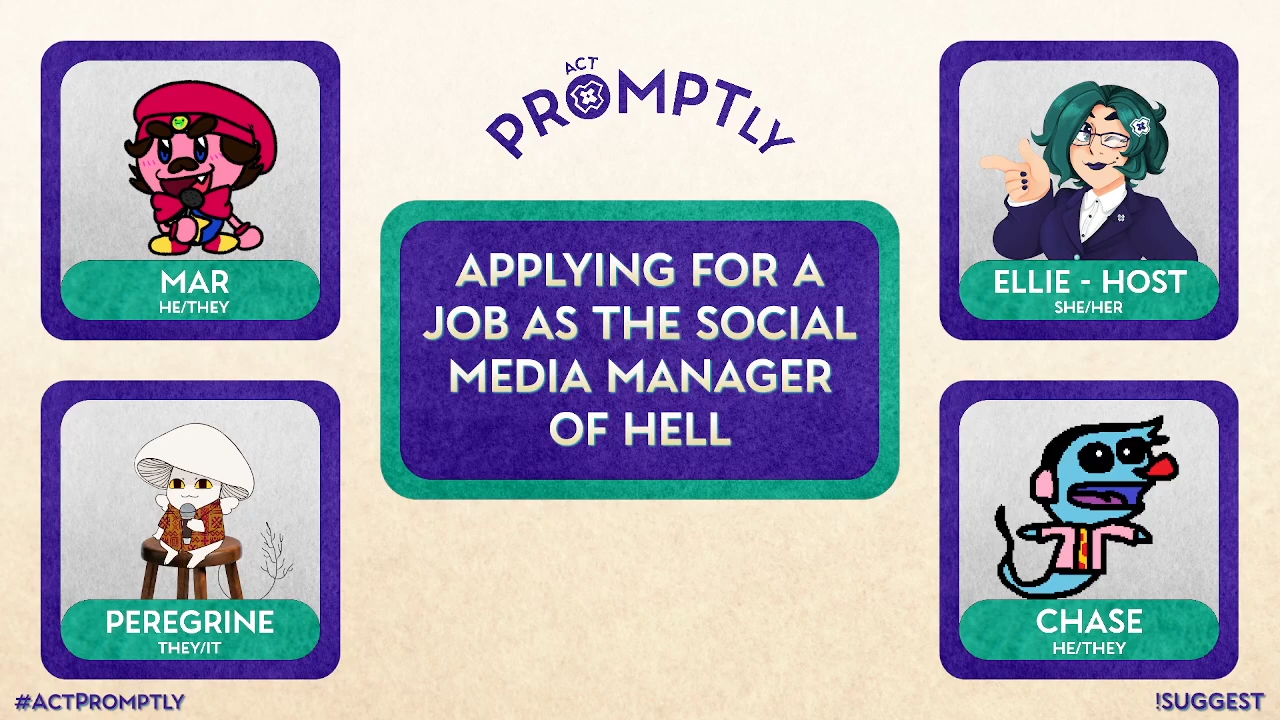 ACT
PROMPTLY
MAR
HE/THEY
ELLIE - HOST
SHE/HER
APPLYING FOR A
JOB AS THE SOCIAL
MEDIA MANAGER
OF HELL
PEREGRINE
THEY/IT
CHASE
HE/THEY
#ACTPROMPTLY
!SUGGEST